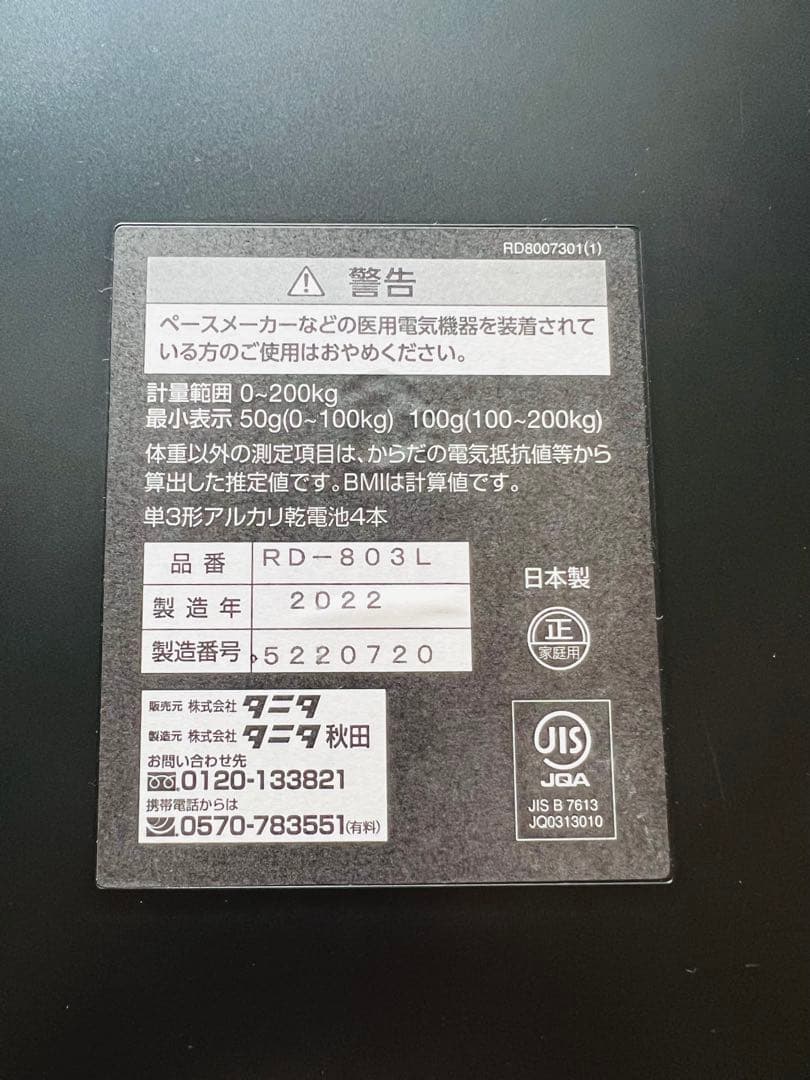 RD8007301(1)
警告
ペースメーカーなどの医用電気機器を装着されて
いる方のご使用はおやめください。
計量範囲 0~200kg
最小表示 50g(0~100kg) 100g(100~200kg)
体重以外の測定項目は、からだの電気抵抗値等から
算出した推定値です。BMIは計算値です。
単3形アルカリ乾電池4本
品番 RD-803L
製造年 2022
製造番号 5220720
日本製
正
家庭用
販売元 株式会社 タニタ
製造元 株式会社 タニタ 秋田
お問い合わせ先
0120-133821
携帯電話からは
0570-783551(有料)
JIS
JQA
JIS B 7613
JQ0313010